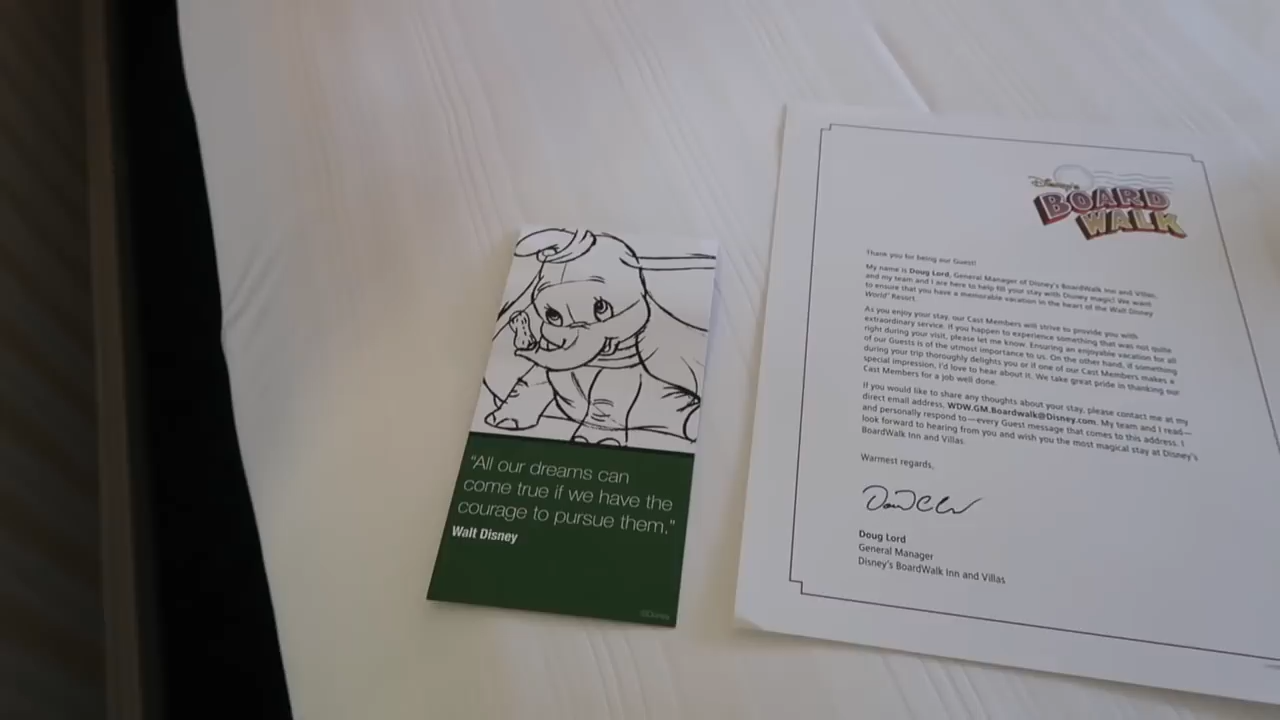 "All our dreams can
come true if we have the
courage to pursue them."
Walt Disney
©Disney
Disney's
BOARD
WALK
Thank you for being our Guest!
My name is Doug Lord, General Manager of Disney's BoardWalk Inn and Villas,
and my team and I are here to help fill your stay with Disney magic! We want
to ensure that you have a memorable vacation in the heart of the Walt Disney
World® Resort.
As you enjoy your stay, our Cast Members will strive to provide you with
extraordinary service. If you happen to experience something that was not quite
right during your visit, please let me know. Ensuring an enjoyable vacation for all
of our Guests is of the utmost importance to us. On the other hand, if something
during your trip thoroughly delights you or if one of our Cast Members makes a
special impression, I'd love to hear about it. We take great pride in thanking our
Cast Members for a job well done.
If you would like to share any thoughts about your stay, please contact me at my
direct email address, WDW.GM.Boardwalk@Disney.com. My team and I read—
and personally respond to—every Guest message that comes to this address. I
look forward to hearing from you and wish you the most magical stay at Disney's
BoardWalk Inn and Villas.
Warmest regards,
Doug Lord
General Manager
Disney's BoardWalk Inn and Villas